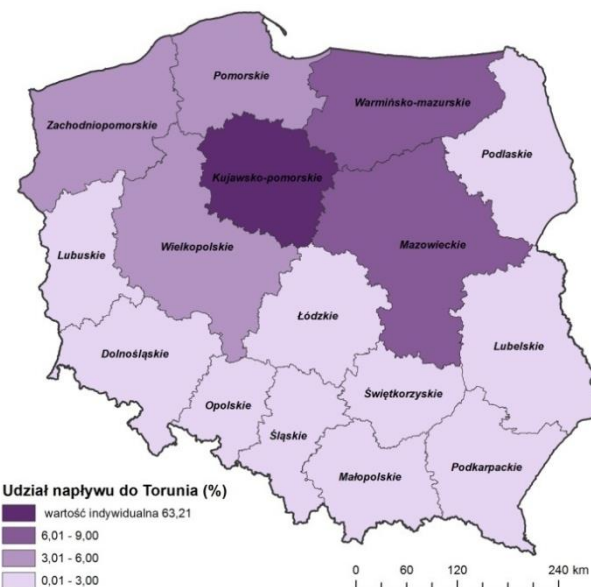 Pomorskie
Warmińsko-mazurskie
Zachodniopomorskie
Podlaskie
Kujawsko-pomorskie
Mazowieckie
Wielkopolskie
Lubuskie
Łódzkie
Lubelskie
Dolnośląskie
Świętkorzyskie
Opolskie
Śląskie
Podkarpackie
Małopolskie
Udział napływu do Torunia (%)
wartość indywidualna 63,21
6,01 - 9,00
3,01 - 6,00
0,01 - 3,00
0 60 120 240 km